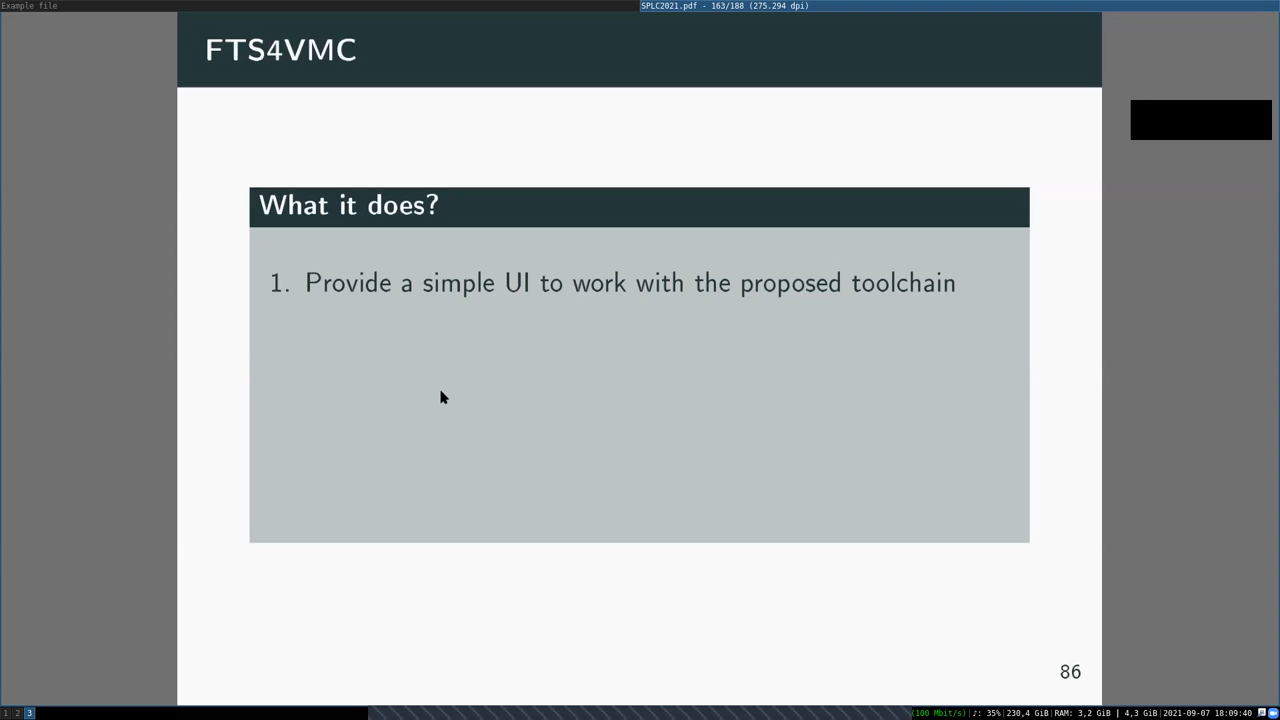 Example file
SPLC2021.pdf - 163/188 (275.294 dpi)
FTS4VMC
What it does?
1. Provide a simple UI to work with the proposed toolchain
86
1 2 3
(100 Mbit/s)|♪: 35%|230,4 GiB|RAM: 3,2 GiB | 4,3 GiB|2021-09-07 18:09:40